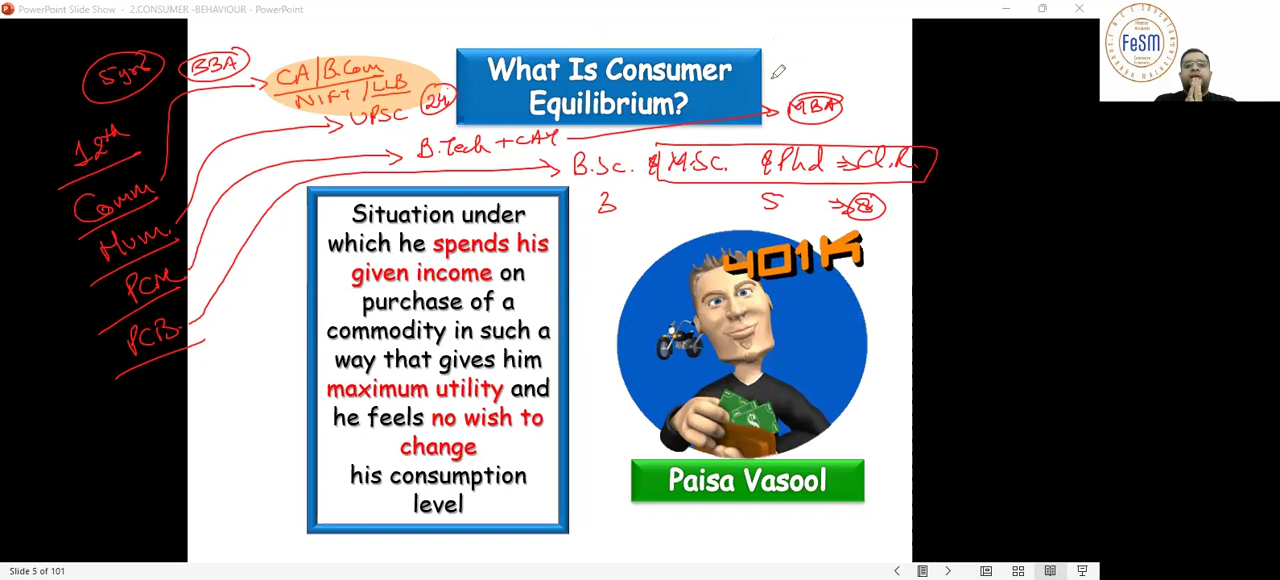 PowerPoint Slide Show - 2.CONSUMER -BEHAVIOUR - PowerPoint
FeSM
5yrs BBA
CA/B.Com
NIFT/LLB
UPSC
What Is Consumer
Equilibrium?
MBA
12th
B.Tech + CAT
B.Sc. & M.Sc. & Phd => Cl.R.
3 5
Comm
Hum.
PCM
PCB
Situation under
which he spends his
given income on
purchase of a
commodity in such a
way that gives him
maximum utility and
he feels no wish to
change
his consumption
level
401K
Paisa Vasool
Slide 5 of 101